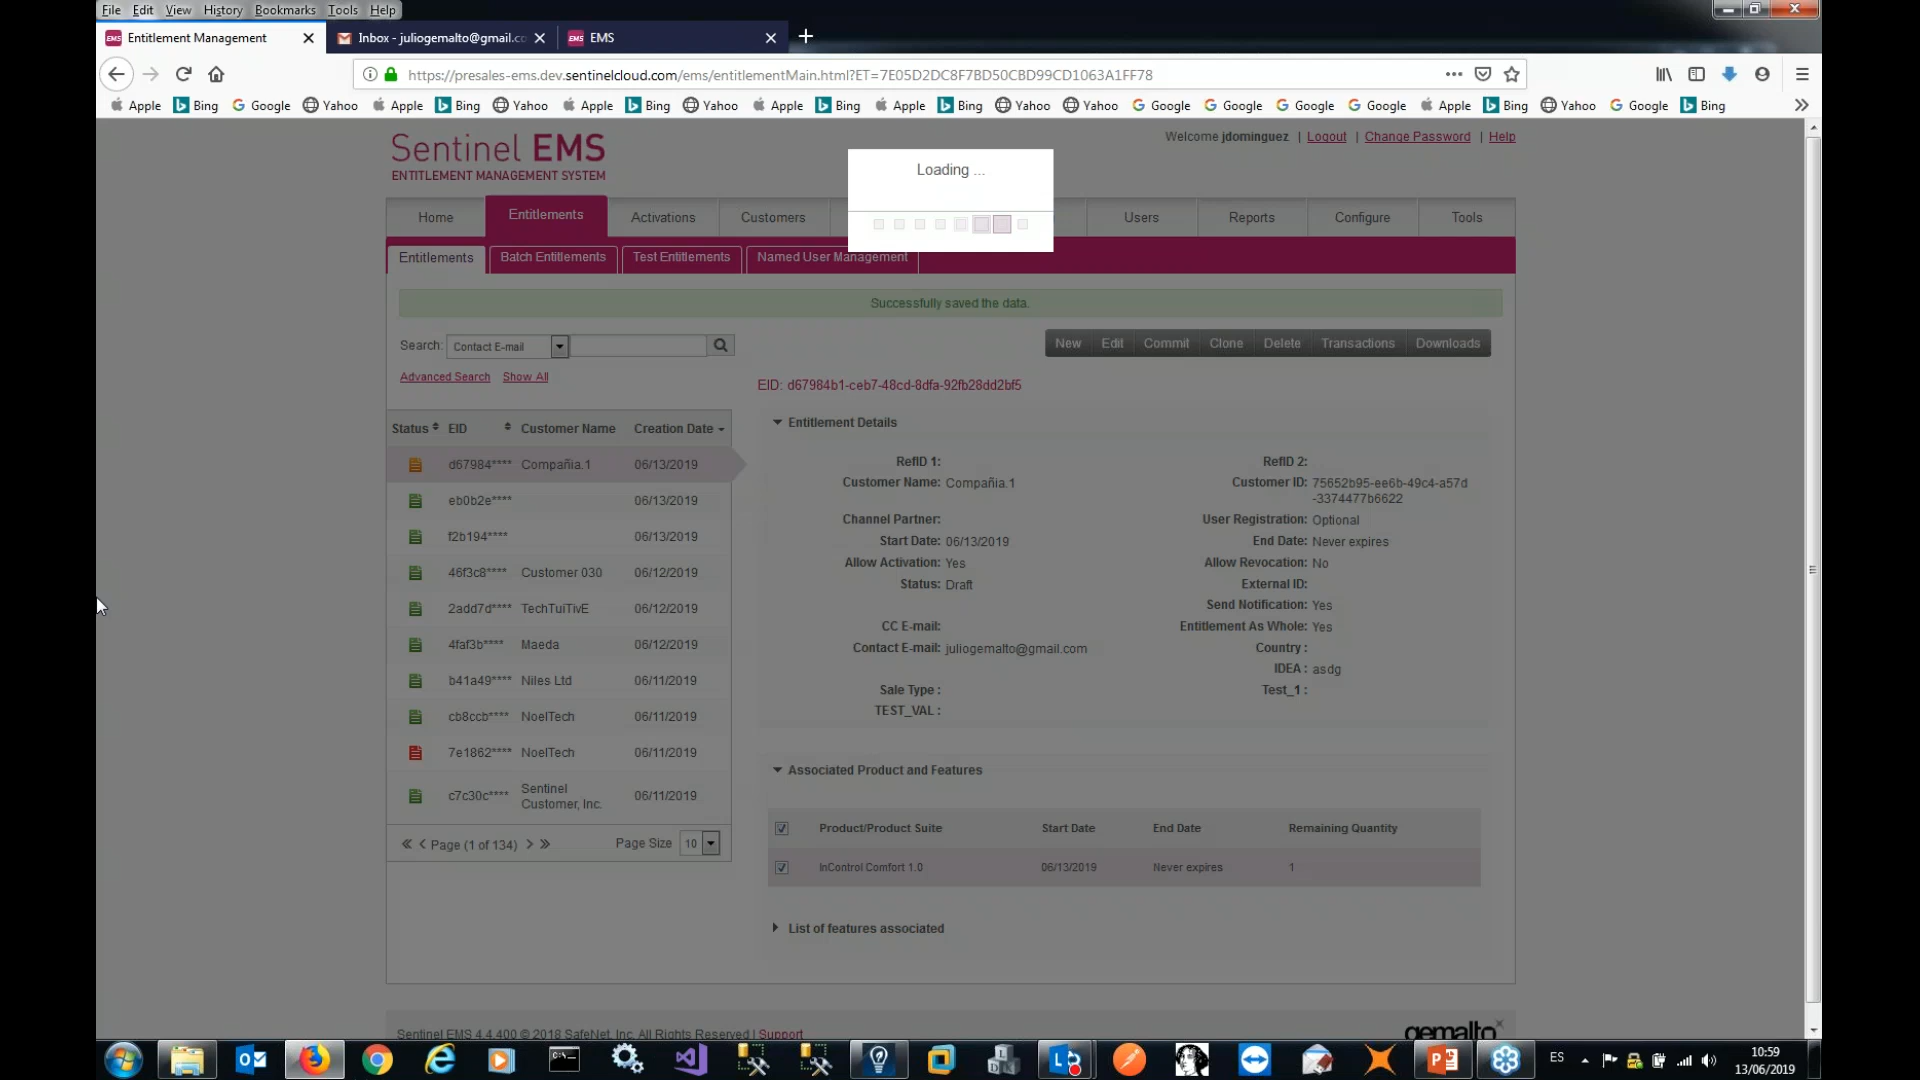 File Edit View History Bookmarks Tools Help
Entitlement Management
Inbox - juliogemalto@gmail.co
EMS
https://presales-ems.dev.sentinelcloud.com/ems/entitlementMain.html?ET=7E05D2DC8F7BD50CBD99CD1063A1FF78
Apple Bing Google Yahoo Apple Bing Yahoo Apple Bing Yahoo Apple Bing Apple Bing Yahoo Yahoo Google Google Google Google Apple Bing Yahoo Google Bing
Sentinel EMS
ENTITLEMENT MANAGEMENT SYSTEM
Welcome jdominguez | Logout | Change Password | Help
Loading ...
Home Entitlements Activations Customers Users Reports Configure Tools
Entitlements Batch Entitlements Test Entitlements Named User Management
Successfully saved the data.
Search: Contact E-mail
New Edit Commit Clone Delete Transactions Downloads
Advanced Search Show All
EID: d67984b1-ceb7-48cd-8dfa-92fb28dd2bf5
Status EID Customer Name Creation Date
d67984**** Compañia.1 06/13/2019
eb0b2e**** 06/13/2019
f2b194**** 06/13/2019
46f3c8**** Customer 030 06/12/2019
2add7d**** TechTuiTivE 06/12/2019
4faf3b**** Maeda 06/12/2019
b41a49**** Niles Ltd 06/11/2019
cb8ccb**** NoelTech 06/11/2019
7e1862**** NoelTech 06/11/2019
c7c30c**** Sentinel Customer, Inc. 06/11/2019
Page (1 of 134) Page Size 10
Entitlement Details
RefID 1: RefID 2:
Customer Name: Compañia.1 Customer ID: 75652b95-ee6b-49c4-a57d
-3374477b6622
Channel Partner: User Registration: Optional
Start Date: 06/13/2019 End Date: Never expires
Allow Activation: Yes Allow Revocation: No
Status: Draft External ID:
Send Notification: Yes
CC E-mail: Entitlement As Whole: Yes
Contact E-mail: juliogemalto@gmail.com Country :
IDEA : asdg
Sale Type : Test_1 :
TEST_VAL :
Associated Product and Features
Product/Product Suite Start Date End Date Remaining Quantity
InControl Comfort 1.0 06/13/2019 Never expires 1
List of features associated
Sentinel EMS 4.4.400 © 2018 SafeNet, Inc. All Rights Reserved | Support
gemalto
ES
10:59
13/06/2019